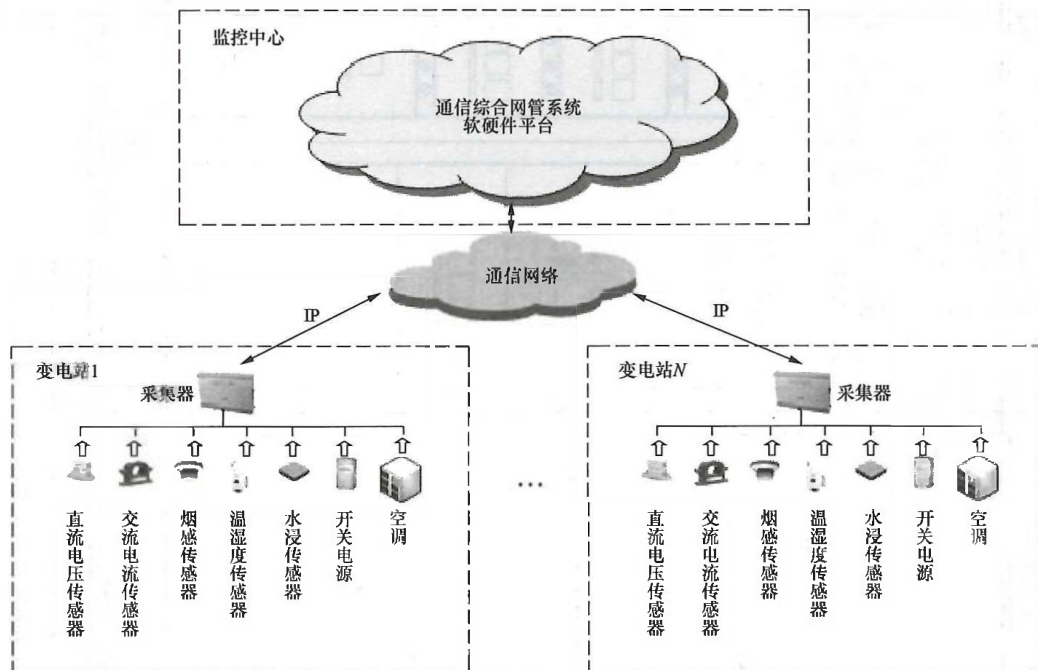 监控中心
通信综合网管系统
软硬件平台
通信网络
IP
IP
变电站1
采集器
直流电压传感器
交流电流传感器
烟感传感器
温湿度传感器
水浸传感器
开关电源
空调
…
变电站N
采集器
直流电压传感器
交流电流传感器
烟感传感器
温湿度传感器
水浸传感器
开关电源
空调